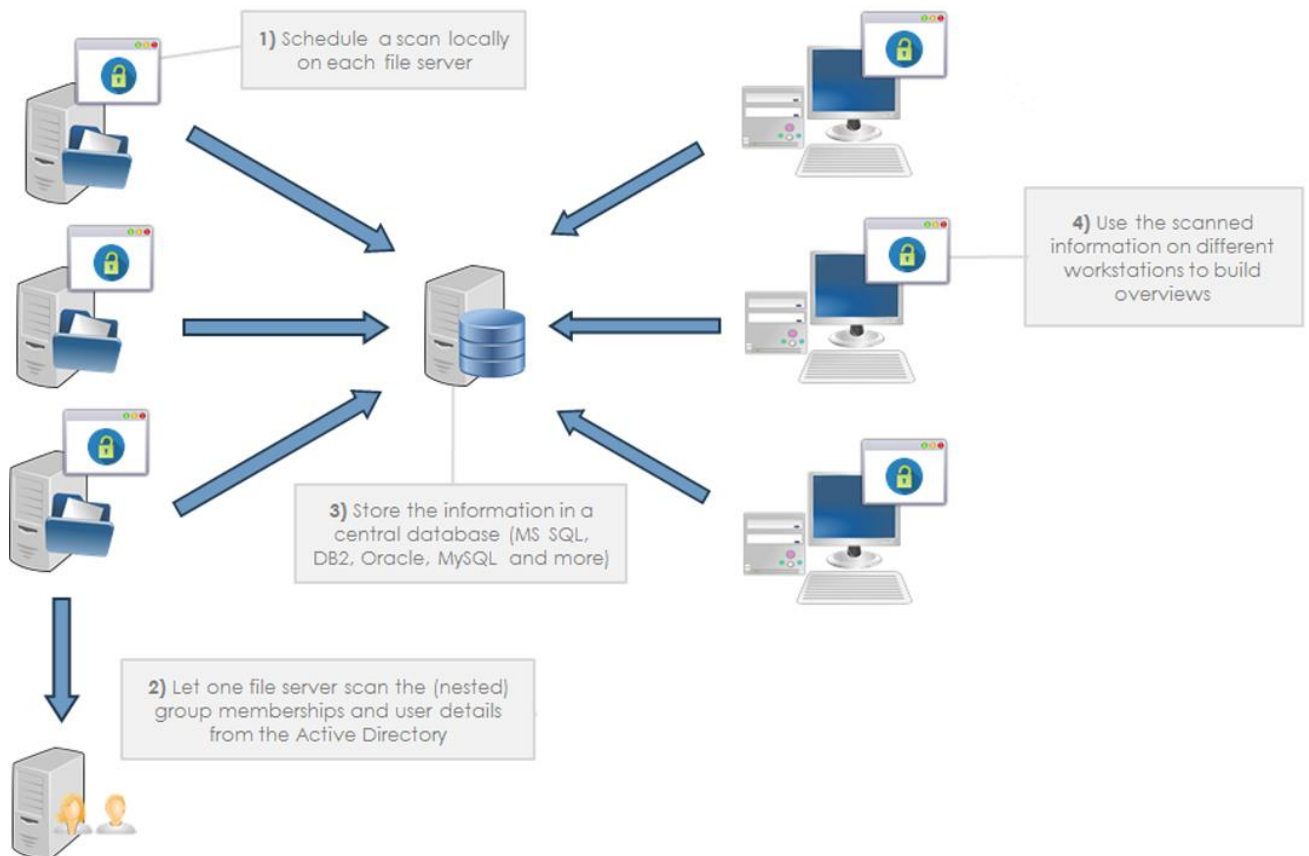 1) Schedule a scan locally
on each file server
4) Use the scanned
information on different
workstations to build
overviews
3) Store the information in a
central database (MS SQL,
DB2, Oracle, MySQL and more)
2) Let one file server scan the (nested)
group memberships and user details
from the Active Directory